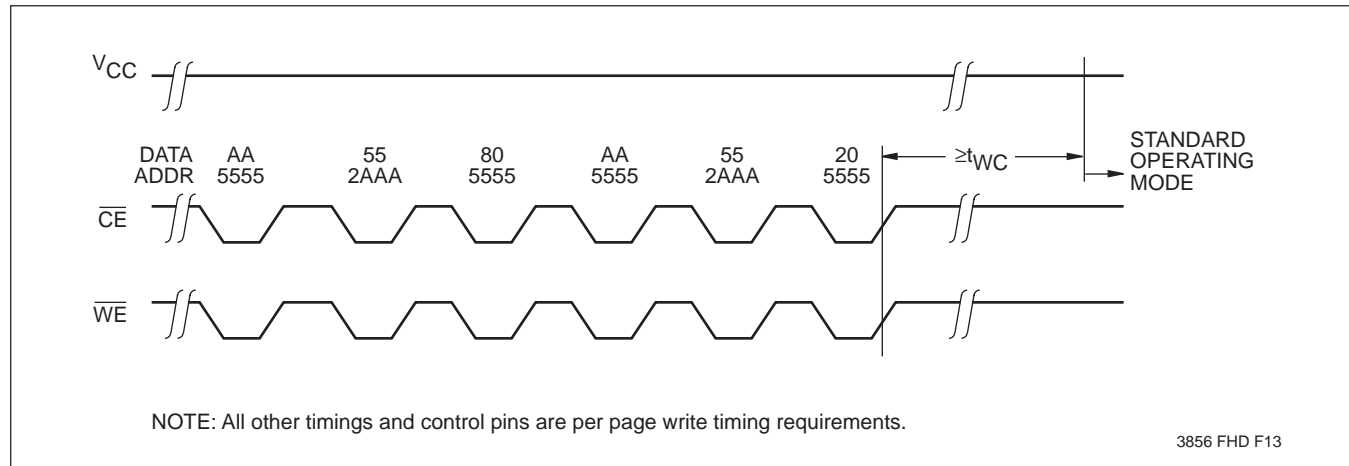 VCC
DATA AA 55 80 AA 55 20
ADDR 5555 2AAA 5555 5555 2AAA 5555
≥tWC
STANDARD
OPERATING
MODE
CE
WE
NOTE: All other timings and control pins are per page write timing requirements.
3856 FHD F13